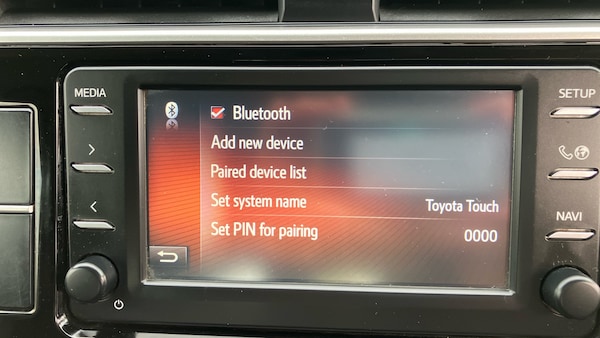 MEDIA
SETUP
Bluetooth
Add new device
Paired device list
Set system name Toyota Touch
NAVI
Set PIN for pairing 0000